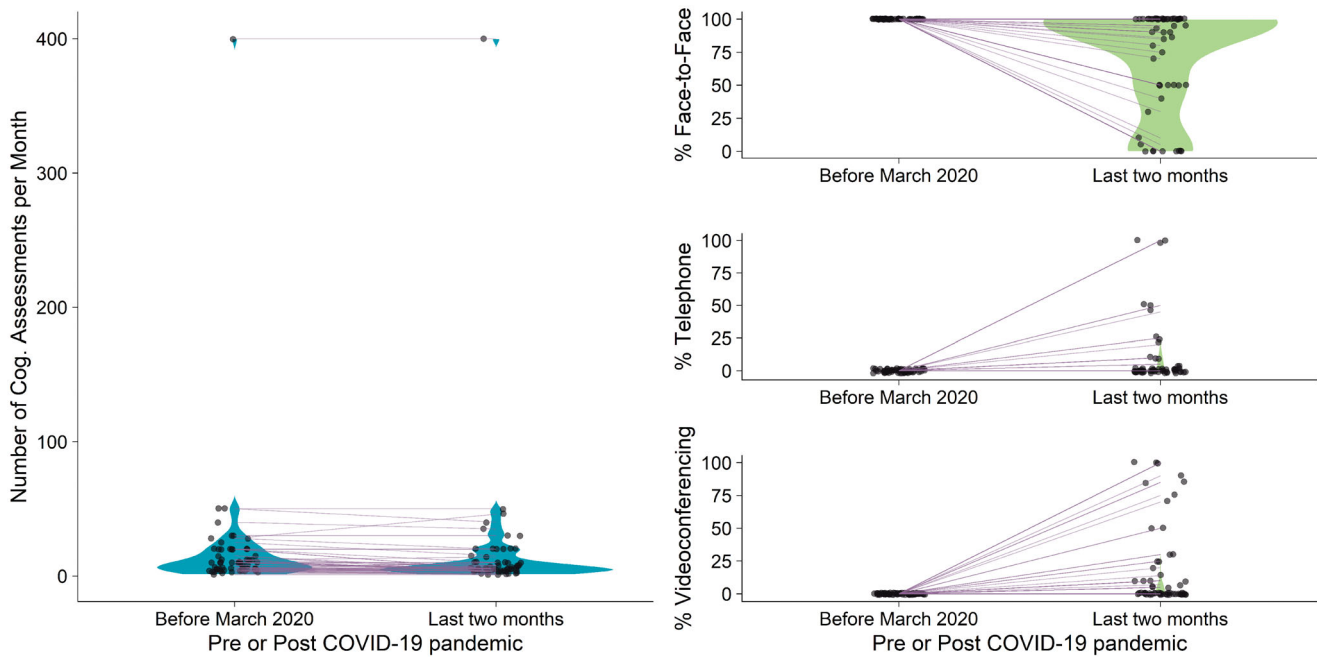 Number of Cog. Assessments per Month
400
300
200
100
0
Before March 2020
Last two months
Pre or Post COVID-19 pandemic
% Face-to-Face
100
75
50
25
0
Before March 2020
Last two months
% Telephone
100
75
50
25
0
Before March 2020
Last two months
% Videoconferencing
100
75
50
25
0
Before March 2020
Last two months
Pre or Post COVID-19 pandemic